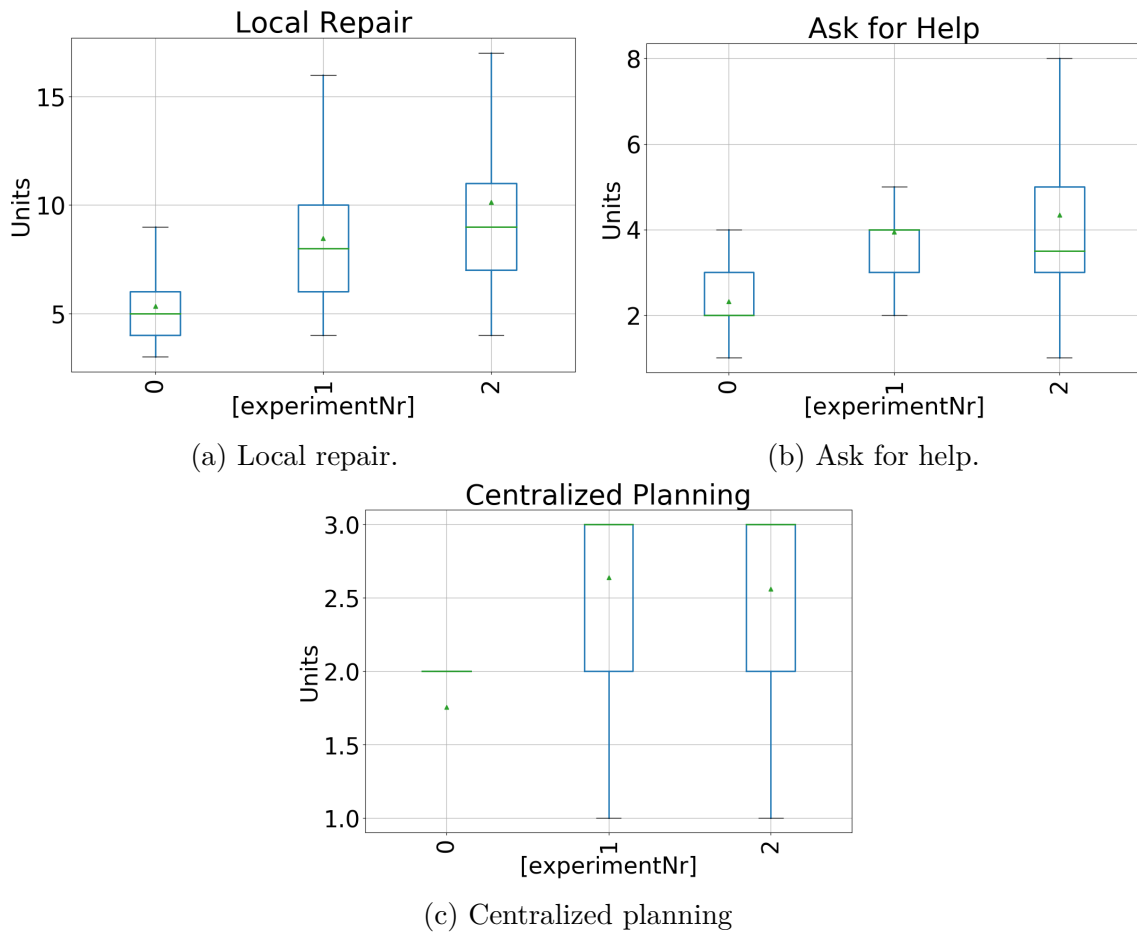 Local Repair
15
10
5
Units
0
1
2
[experimentNr]
(a) Local repair.
Ask for Help
8
6
4
2
Units
0
1
2
[experimentNr]
(b) Ask for help.
Centralized Planning
3.0
2.5
2.0
1.5
1.0
Units
0
1
2
[experimentNr]
(c) Centralized planning